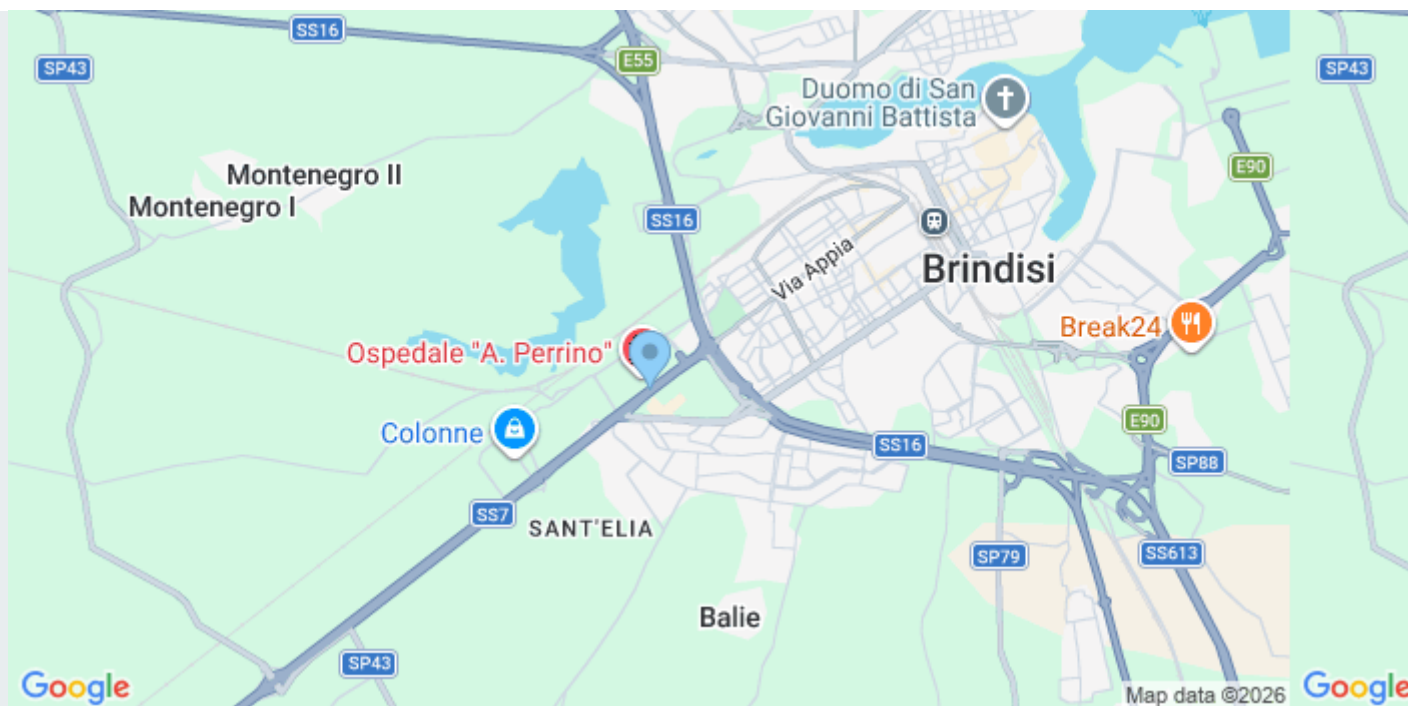 SS16
E55
SP43
SP43
Duomo di San
Giovanni Battista
E90
Montenegro II
Montenegro I
SS16
Via Appia
Brindisi
Break24
Ospedale "A. Perrino"
Colonne
E90
SS16
SP88
SS7
SANT'ELIA
SP79
SS613
Balie
SP43
Google
Map data ©2026
Google